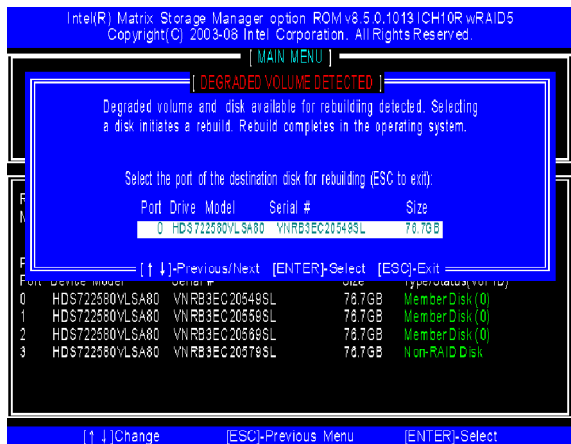 Intel(R) Matrix Storage Manager option ROM v8.5.0.1013 ICH10R wRAID5
Copyright(C) 2003-08 Intel Corporation. All Rights Reserved.
[ MAIN MENU ]
[ DEGRADED VOLUME DETECTED ]
Degraded volume and disk available for rebuildiing detected. Selecting
a disk initiates a rebuild. Rebuild completes in the operating system.
Select the port of the destination disk for rebuilding (ESC to exit):
Port Drive Model Serial # Size
0 HDS722580VLSA80 VNRB3EC20549SL 76.7GB
[↑↓]-Previous/Next [ENTER]-Select [ESC]-Exit
Port Device Model Serial # Size Type/Status(Vol ID)
0 HDS722580VLSA80 VNRB3EC20549SL 76.7GB Member Disk (0)
1 HDS722580VLSA80 VNRB3EC20559SL 76.7GB Member Disk (0)
2 HDS722580VLSA80 VNRB3EC20569SL 76.7GB Member Disk (0)
3 HDS722580VLSA80 VNRB3EC20579SL 76.7GB Non-RAID Disk
[↑↓]Change [ESC]-Previous Menu [ENTER]-Select